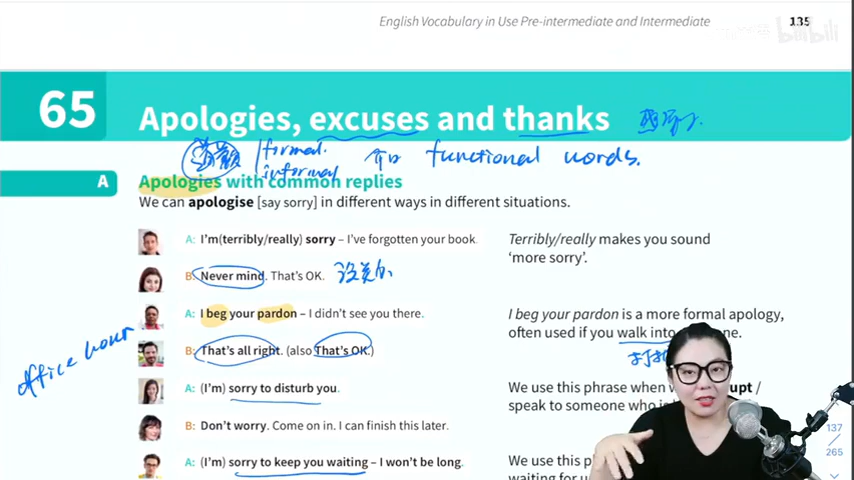 English Vocabulary in Use Pre-intermediate and Intermediate 135
bilibili
65 Apologies, excuses and thanks
道歉 formal
informal 和 functional words.
A Apologies with common replies
We can apologise [say sorry] in different ways in different situations.
A: I'm(terribly/really) sorry – I've forgotten your book.
Terribly/really makes you sound
'more sorry'.
B: Never mind. That's OK. 没关系
A: I beg your pardon – I didn't see you there.
I beg your pardon is a more formal apology,
often used if you walk into
office hour
B: That's all right. (also That's OK.)
A: (I'm) sorry to disturb you.
We use this phrase when
speak to someone who
B: Don't worry. Come on in. I can finish this later.
A: (I'm) sorry to keep you waiting – I won't be long.
We use this
waiting for
137
265